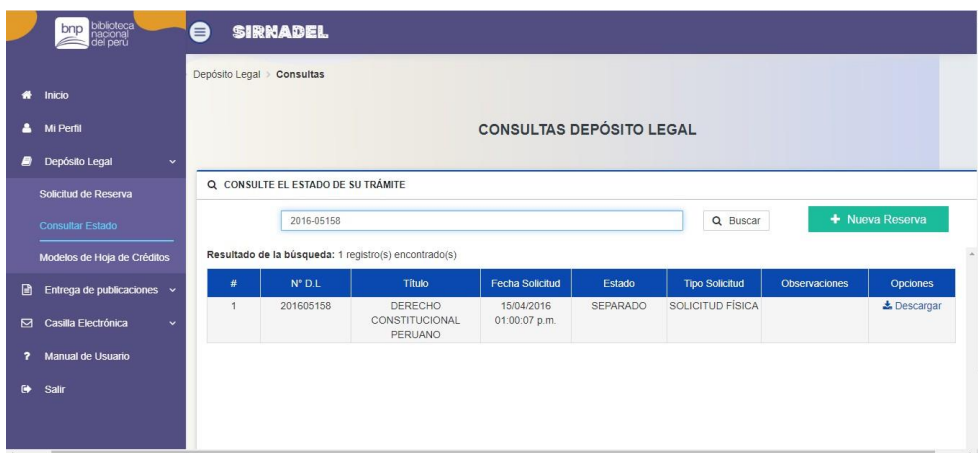 bnp biblioteca
nacional
del perú
SIRNADEL
Depósito Legal > Consultas
Inicio
Mi Perfil
Depósito Legal
Solicitud de Reserva
Consultar Estado
Modelos de Hoja de Créditos
Entrega de publicaciones
Casilla Electrónica
? Manual de Usuario
Salir
CONSULTAS DEPÓSITO LEGAL
CONSULTE EL ESTADO DE SU TRÁMITE
2016-05158 Buscar + Nueva Reserva
Resultado de la búsqueda: 1 registro(s) encontrado(s)
# N° D.L Título Fecha Solicitud Estado Tipo Solicitud Observaciones Opciones
1 201605158 DERECHO 15/04/2016 SEPARADO SOLICITUD FÍSICA Descargar
CONSTITUCIONAL 01:00:07 p.m.
PERUANO